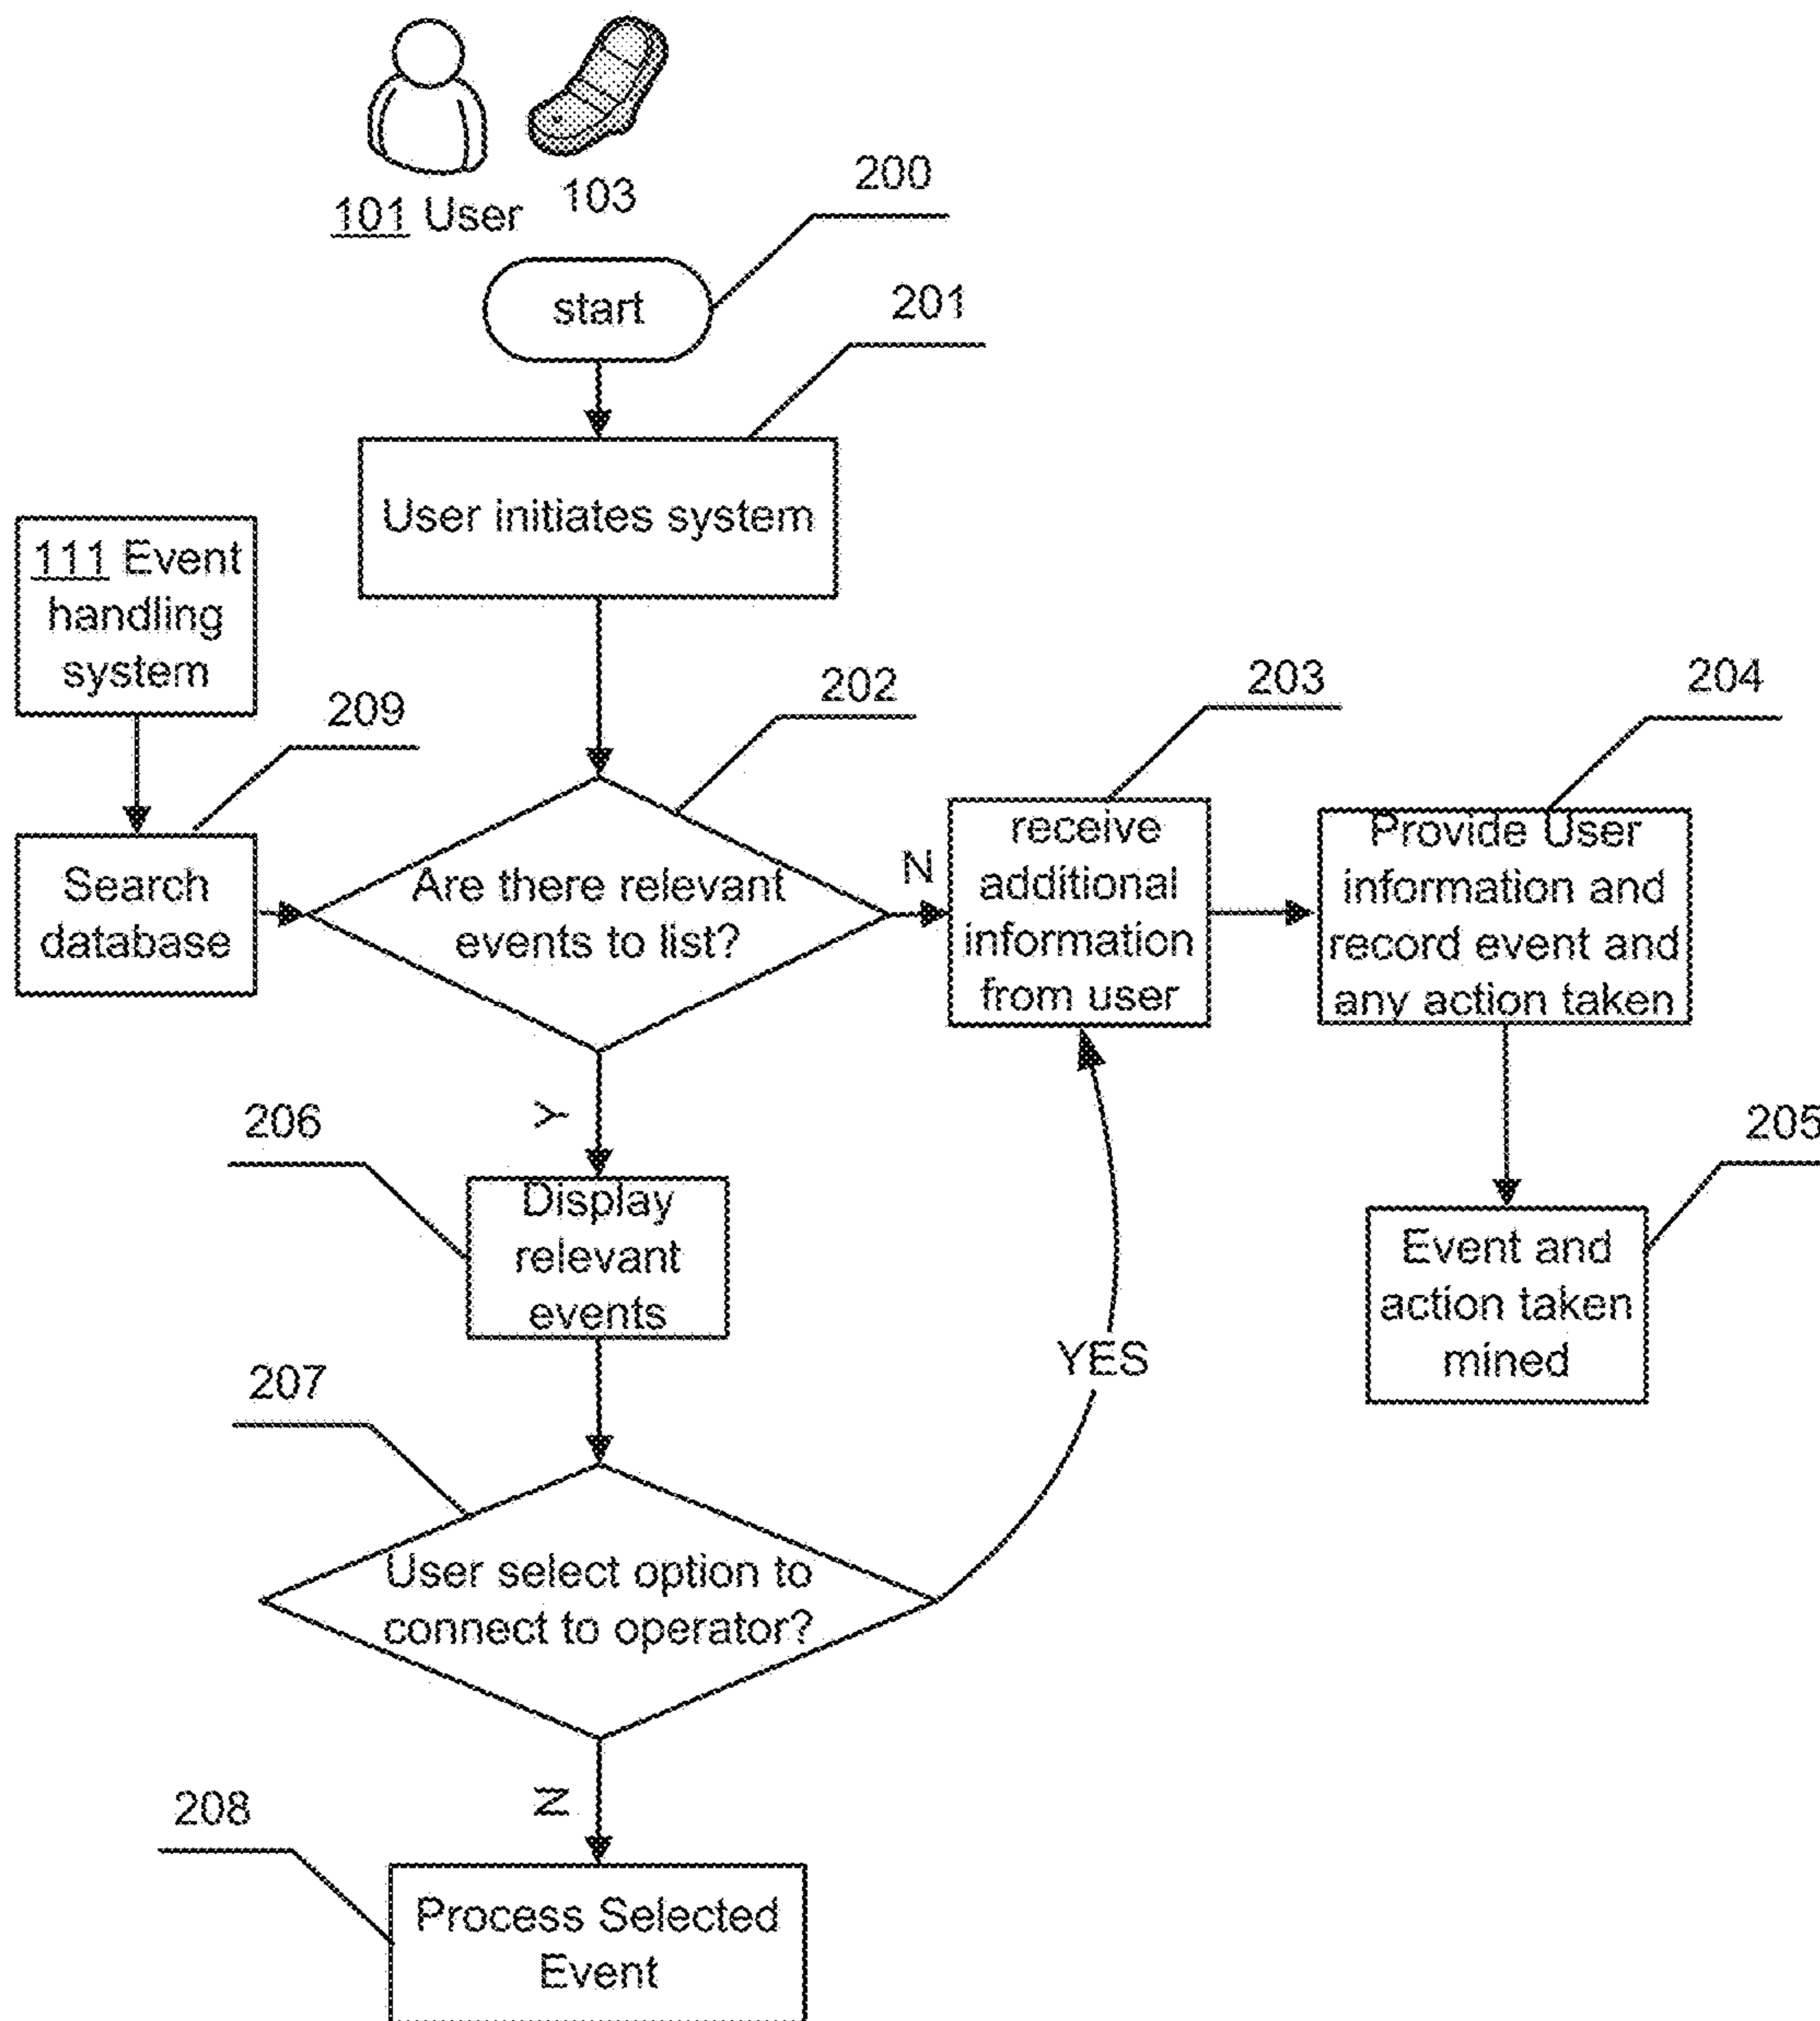 103
101 User
200
start
201
User initiates system
111 Event
handling
system
209
Search
database
202
Are there relevant
events to list?
N
203
receive
additional
information
from user
204
Provide User
information and
record event and
any action taken
205
Event and
action taken
mined
Y
206
Display
relevant
events
207
User select option to
connect to operator?
YES
N
208
Process Selected
Event